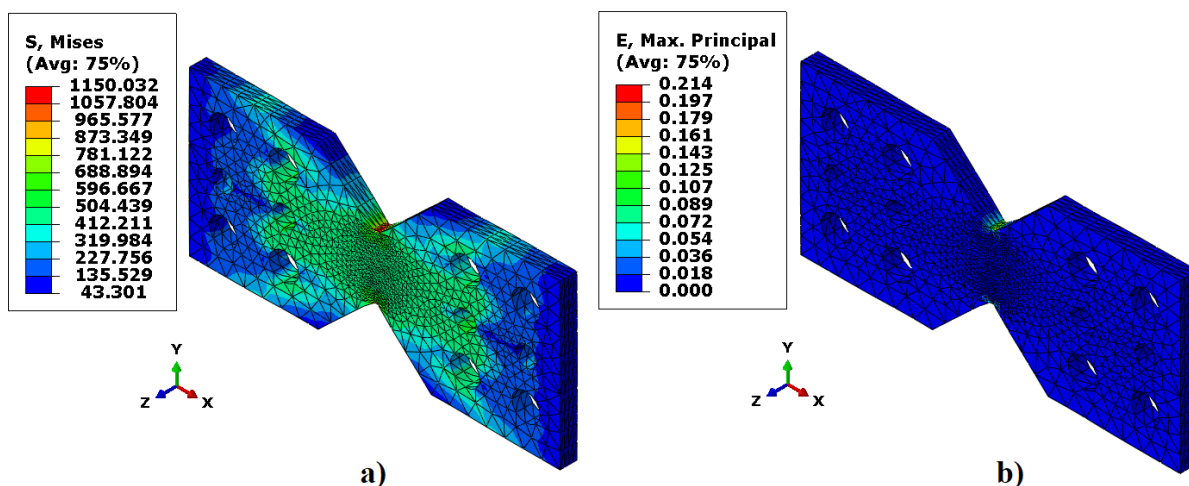 S, Mises
(Avg: 75%)
1150.032
1057.804
965.577
873.349
781.122
688.894
596.667
504.439
412.211
319.984
227.756
135.529
43.301
Y
Z
X
a)
E, Max. Principal
(Avg: 75%)
0.214
0.197
0.179
0.161
0.143
0.125
0.107
0.089
0.072
0.054
0.036
0.018
0.000
Y
Z
X
b)